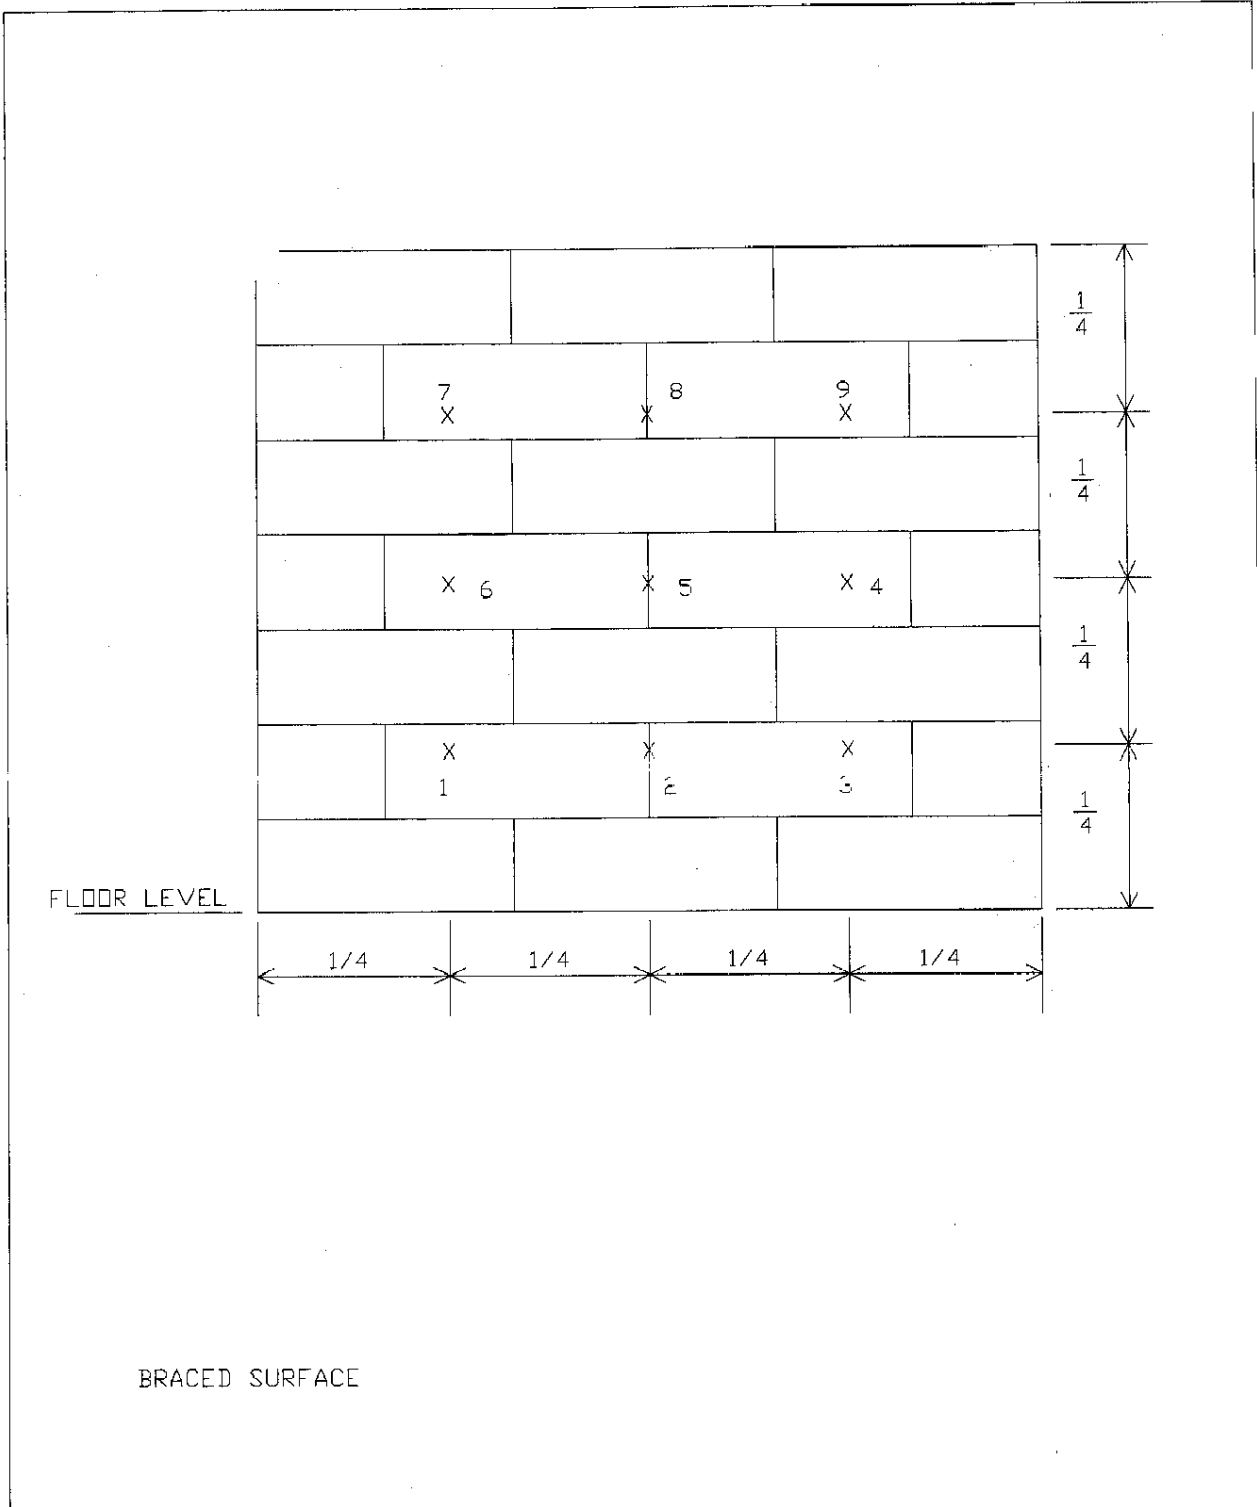 1/4
7 8 9
X X X
1/4
X 6 X 5 X 4
1/4
X X X
1 2 3
1/4
FLOOR LEVEL
1/4 1/4 1/4 1/4
BRACED SURFACE